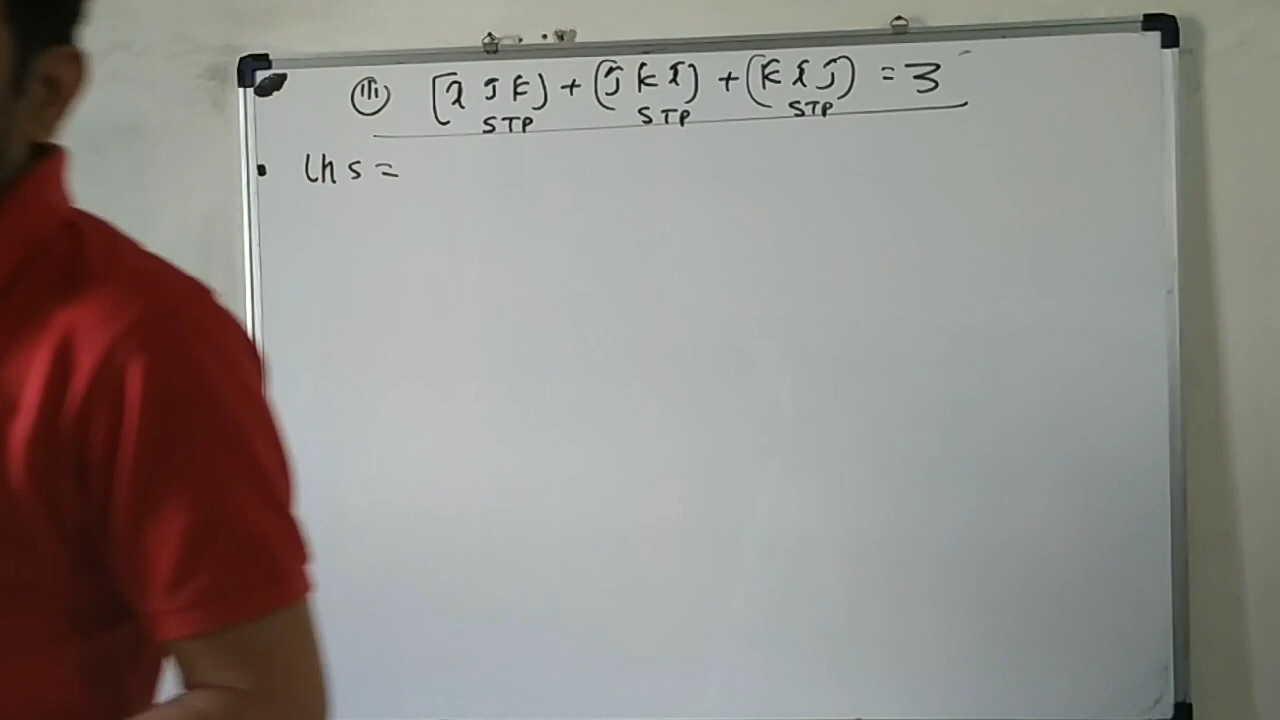 (iii) [i j k] + [j k i] + [k i j] = 3
STP STP STP
• LhS =